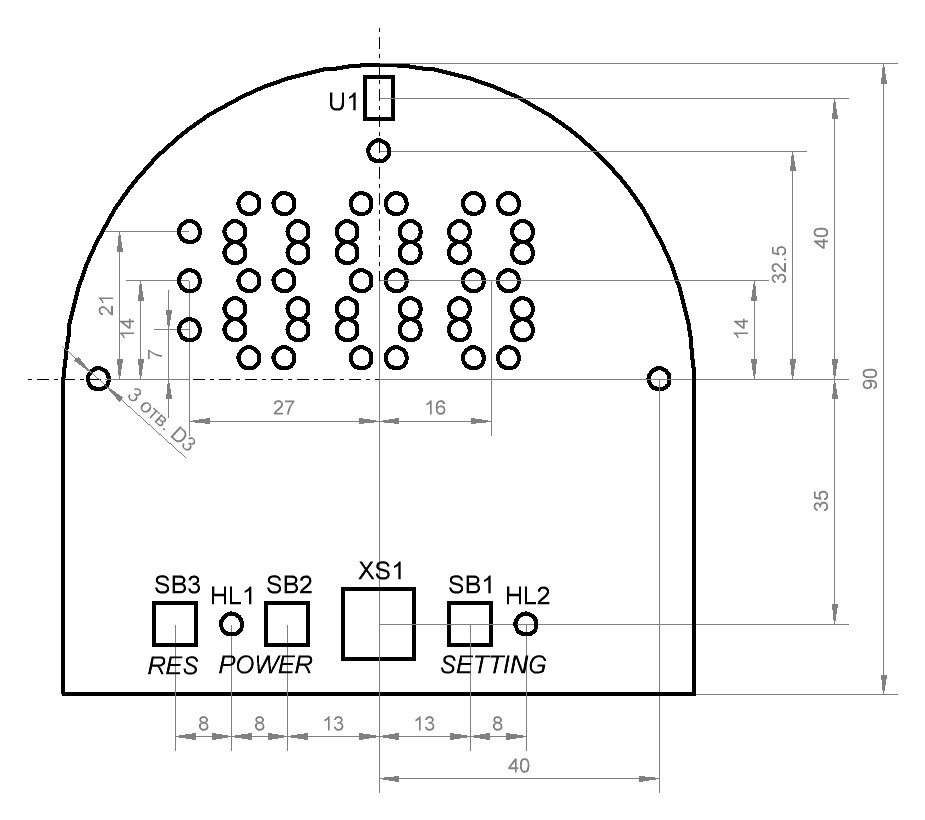 U1
40
32.5
21
14
7
14
90
27
16
3 отв. D3
35
XS1
SB3
HL1
SB2
SB1
HL2
RES
POWER
SETTING
8
8
13
13
8
40